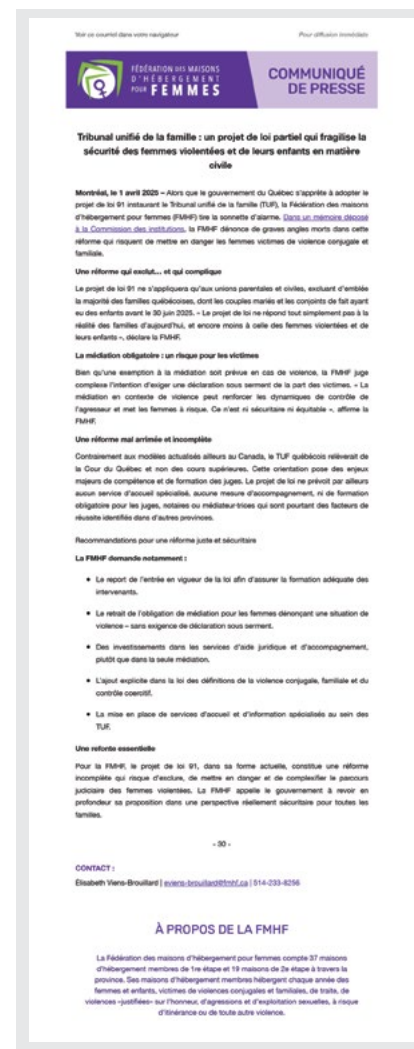 Voir ce courriel dans votre navigateur
Pour diffusion immédiate
FÉDÉRATION DES MAISONS
D'HÉBERGEMENT
POUR FEMMES
COMMUNIQUÉ
DE PRESSE
Tribunal unifié de la famille : un projet de loi partiel qui fragilise la
sécurité des femmes violentées et de leurs enfants en matière
civile
Montréal, le 1 avril 2025 – Alors que le gouvernement du Québec s'apprête à adopter le
projet de loi 91 instaurant le Tribunal unifié de la famille (TUF), la Fédération des maisons
d'hébergement pour femmes (FMHF) tire la sonnette d'alarme. Dans un mémoire déposé
à la Commission des institutions, la FMHF dénonce de graves angles morts dans cette
réforme qui risquent de mettre en danger les femmes victimes de violence conjugale et
familiale.
Une réforme qui exclut... et qui complique
Le projet de loi 91 ne s'appliquera qu'aux unions parentales et civiles, excluant d'emblée
la majorité des familles québécoises, dont les couples mariés et les conjoints de fait ayant
eu des enfants avant le 30 juin 2025. « Le projet de loi ne répond tout simplement pas à la
réalité des familles d'aujourd'hui, et encore moins à celle des femmes violentées et de
leurs enfants », déclare la FMHF.
La médiation obligatoire : un risque pour les victimes
Bien qu'une exemption à la médiation soit prévue en cas de violence, la FMHF juge
complexe l'intention d'exiger une déclaration sous serment de la part des victimes. « La
médiation en contexte de violence peut renforcer les dynamiques de contrôle de
l'agresseur et met les femmes à risque. Ce n'est ni sécuritaire ni équitable », affirme la
FMHF.
Une réforme mal arrimée et incomplète
Contrairement aux modèles actualisés ailleurs au Canada, le TUF québécois relèverait de
la Cour du Québec et non des cours supérieures. Cette orientation pose des enjeux
majeurs de compétence et de formation des juges. Le projet de loi ne prévoit par ailleurs
aucun service d'accueil spécialisé, aucune mesure d'accompagnement, ni de formation
obligatoire pour les juges, notaires ou médiateur·trices qui sont pourtant des facteurs de
réussite identifiés dans d'autres provinces.
Recommandations pour une réforme juste et sécuritaire
La FMHF demande notamment :
• Le report de l'entrée en vigueur de la loi afin d'assurer la formation adéquate des
intervenants.
• Le retrait de l'obligation de médiation pour les femmes dénonçant une situation de
violence – sans exigence de déclaration sous serment.
• Des investissements dans les services d'aide juridique et d'accompagnement,
plutôt que dans la seule médiation.
• L'ajout explicite dans la loi des définitions de la violence conjugale, familiale et du
contrôle coercitif.
• La mise en place de services d'accueil et d'information spécialisés au sein des
TUF.
Une refonte essentielle
Pour la FMHF, le projet de loi 91, dans sa forme actuelle, constitue une réforme
incomplète qui risque d'exclure, de mettre en danger et de complexifier le parcours
judiciaire des femmes violentées. La FMHF appelle le gouvernement à revoir en
profondeur sa proposition dans une perspective réellement sécuritaire pour toutes les
familles.
- 30 -
CONTACT :
Élisabeth Viens-Brouillard | eviens-brouillard@fmhf.ca | 514-233-8256
À PROPOS DE LA FMHF
La Fédération des maisons d'hébergement pour femmes compte 37 maisons
d'hébergement membres de 1re étape et 19 maisons de 2e étape à travers la
province. Ses maisons d'hébergement membres hébergent chaque année des
femmes et enfants, victimes de violences conjugales et familiales, de traite, de
violences «justifiées» sur l'honneur, d'agressions et d'exploitation sexuelles, à risque
d'itinérance ou de toute autre violence.